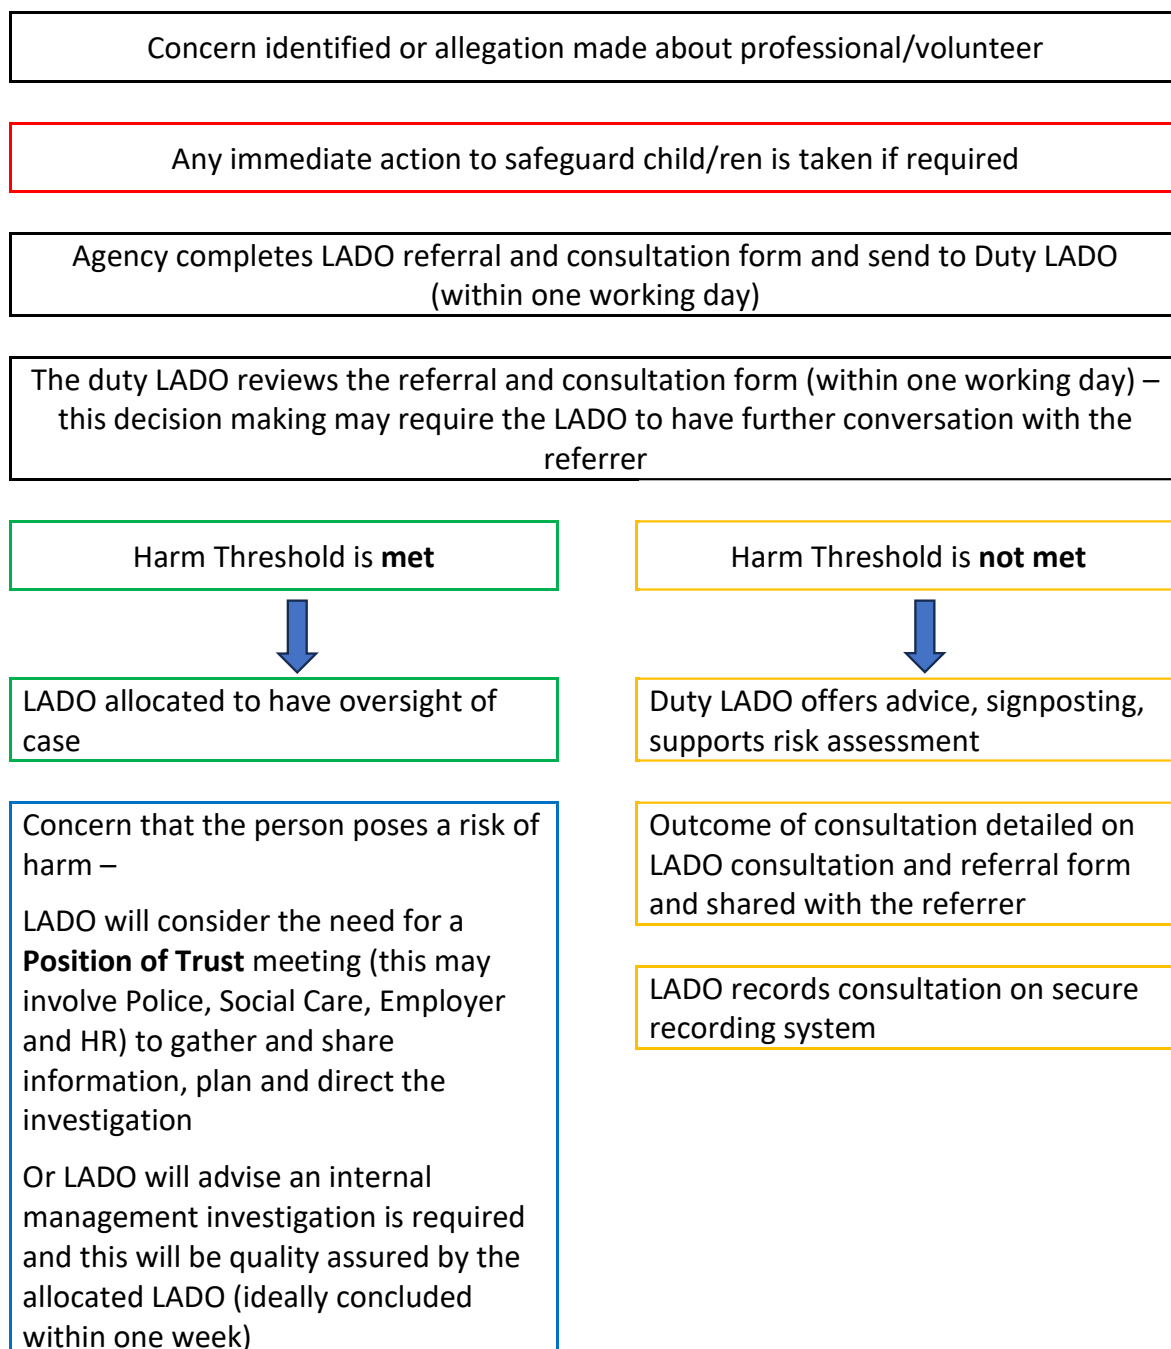 Concern identified or allegation made about professional/volunteer
Any immediate action to safeguard child/ren is taken if required
Agency completes LADO referral and consultation form and send to Duty LADO
(within one working day)
The duty LADO reviews the referral and consultation form (within one working day) –
this decision making may require the LADO to have further conversation with the
referrer
Harm Threshold is met
LADO allocated to have oversight of
case
Concern that the person poses a risk of
harm –
LADO will consider the need for a
Position of Trust meeting (this may
involve Police, Social Care, Employer
and HR) to gather and share
information, plan and direct the
investigation
Or LADO will advise an internal
management investigation is required
and this will be quality assured by the
allocated LADO (ideally concluded
within one week)
Harm Threshold is not met
Duty LADO offers advice, signposting,
supports risk assessment
Outcome of consultation detailed on
LADO consultation and referral form
and shared with the referrer
LADO records consultation on secure
recording system